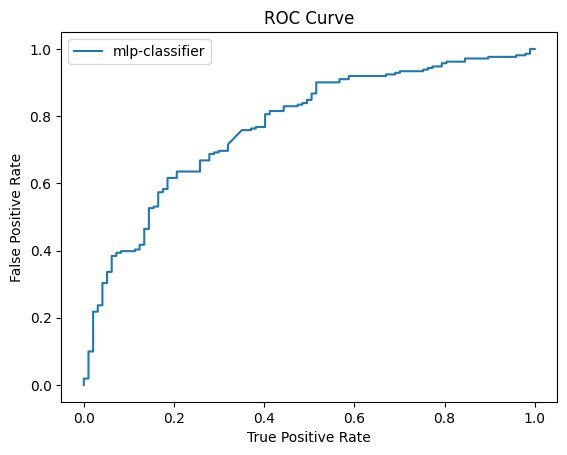 ROC Curve
mlp-classifier
False Positive Rate
1.0
0.8
0.6
0.4
0.2
0.0
0.0 0.2 0.4 0.6 0.8 1.0
True Positive Rate